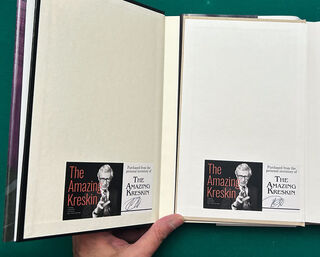 The
Amazing
Kreskin
Purchased from the
personal inventory of
THE
AMAZING
KRESKIN
The
Amazing
Kreskin
Purchased from the
personal inventory of
THE
AMAZING
KRESKIN